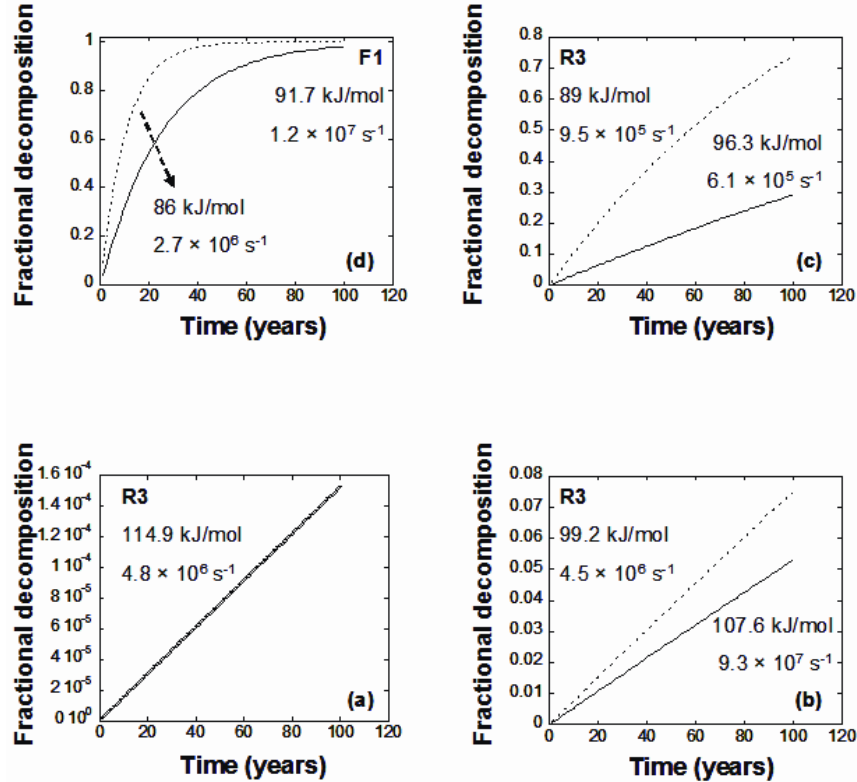 Fractional decomposition
1
0.8
0.6
0.4
0.2
0
F1
91.7 kJ/mol
1.2 × 10⁷ s⁻¹
86 kJ/mol
2.7 × 10⁶ s⁻¹
(d)
0 20 40 60 80 100 120
Time (years)
Fractional decomposition
0.8
0.7
0.6
0.5
0.4
0.3
0.2
0.1
0
R3
89 kJ/mol
9.5 × 10⁵ s⁻¹
96.3 kJ/mol
6.1 × 10⁵ s⁻¹
(c)
0 20 40 60 80 100 120
Time (years)
Fractional decomposition
1.6 10⁻⁴
1.4 10⁻⁴
1.2 10⁻⁴
1 10⁻⁴
8 10⁻⁵
6 10⁻⁵
4 10⁻⁵
2 10⁻⁵
0 10⁰
R3
114.9 kJ/mol
4.8 × 10⁶ s⁻¹
(a)
0 20 40 60 80 100 120
Time (years)
Fractional decomposition
0.08
0.07
0.06
0.05
0.04
0.03
0.02
0.01
0
R3
99.2 kJ/mol
4.5 × 10⁶ s⁻¹
107.6 kJ/mol
9.3 × 10⁷ s⁻¹
(b)
0 20 40 60 80 100 120
Time (years)